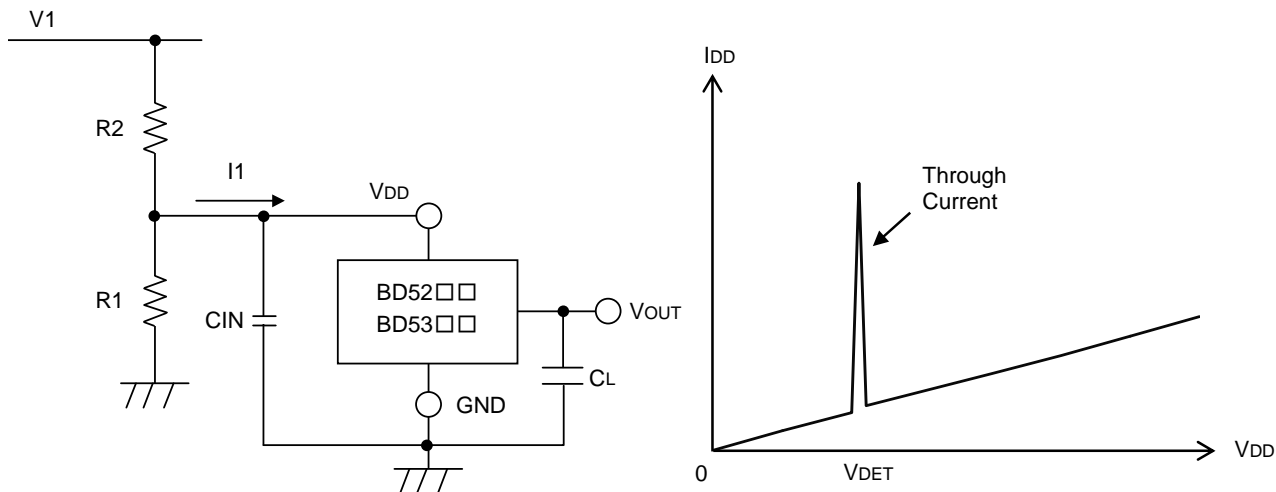 V1
R2
I1
VDD
R1
CIN
BD52□□
BD53□□
VOUT
CL
GND
IDD
Through
Current
0
VDET
VDD